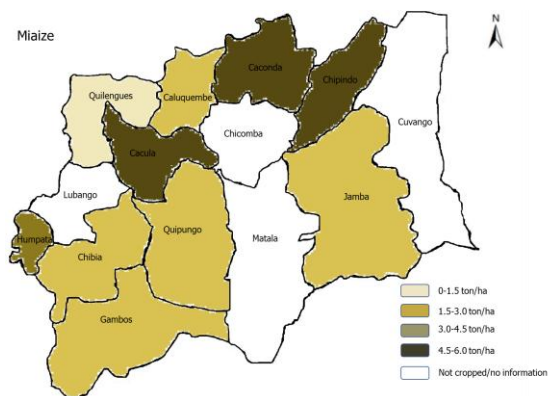 Miaize
N
Caconda
Chipindo
Quilengues
Caluquembe
Cuvango
Chicomba
Cacula
Lubango
Jamba
Humpata
Quipungo
Matala
Chibia
Gambos
0-1.5 ton/ha
1.5-3.0 ton/ha
3.0-4.5 ton/ha
4.5-6.0 ton/ha
Not cropped/no information